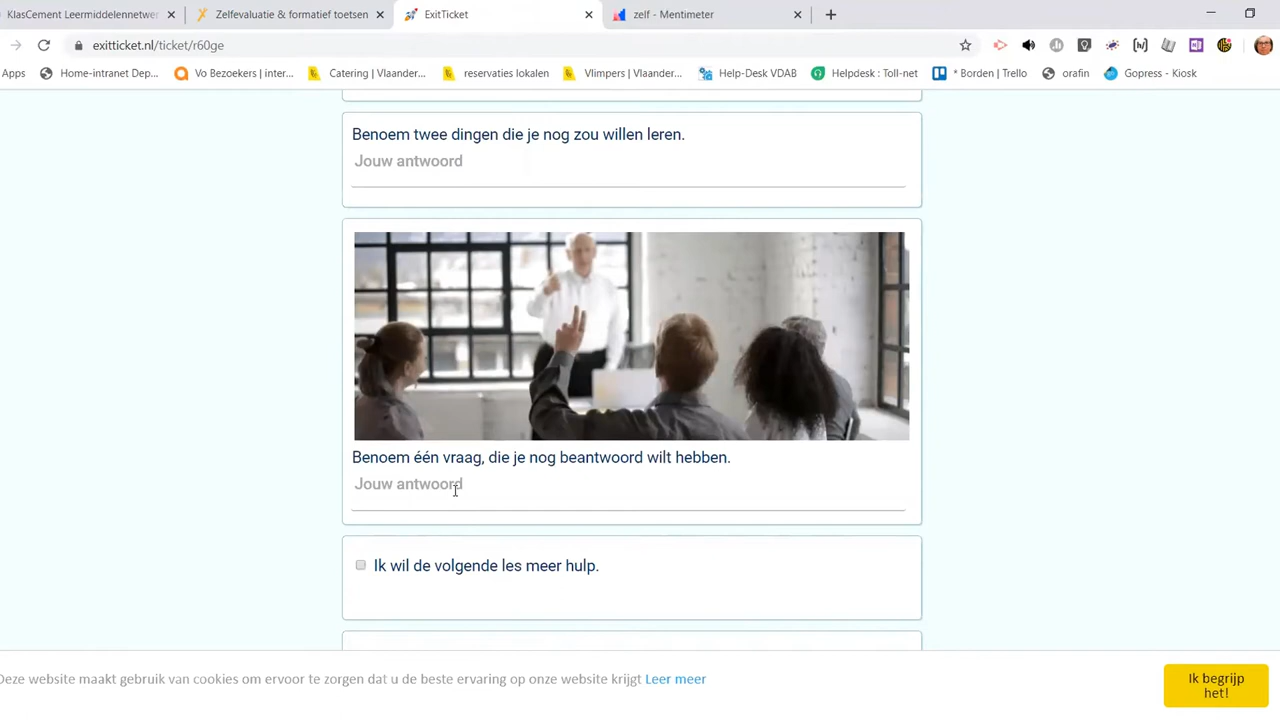 KlasCement Leermiddelennetwer
Zelfevaluatie & formatief toetsen
ExitTicket
zelf - Mentimeter
exitticket.nl/ticket/r60ge
Apps
Home-intranet Dep...
Vo Bezoekers | inter...
Catering | Vlaander...
reservaties lokalen
Vlimpers | Vlaander...
Help-Desk VDAB
Helpdesk : Toll-net
* Borden | Trello
orafin
Gopress - Kiosk
Benoem twee dingen die je nog zou willen leren.
Jouw antwoord
Benoem één vraag, die je nog beantwoord wilt hebben.
Jouw antwoord
Ik wil de volgende les meer hulp.
Deze website maakt gebruik van cookies om ervoor te zorgen dat u de beste ervaring op onze website krijgt Leer meer
Ik begrijp
het!